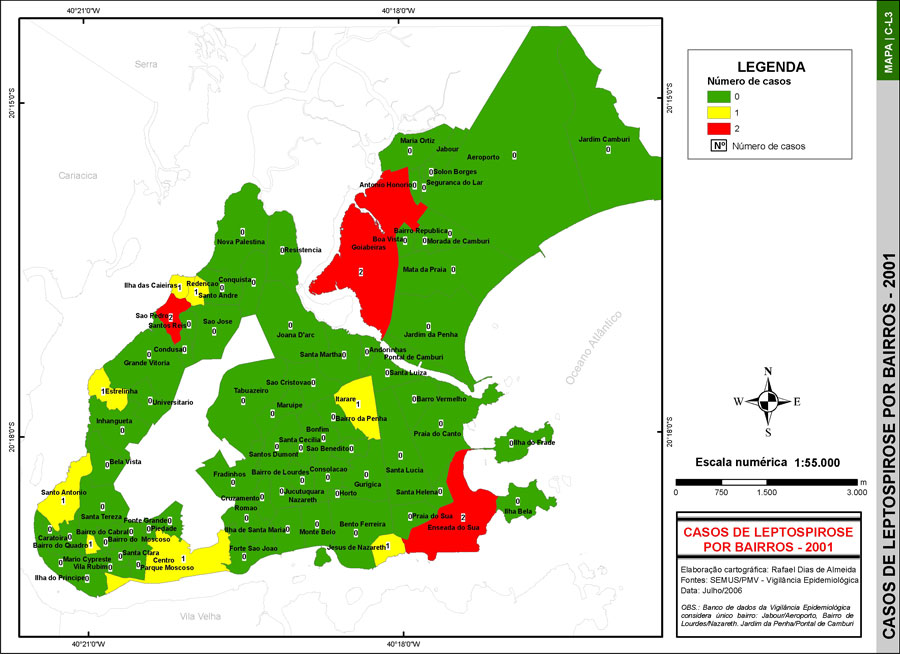 40°21'0"W
40°18'0"W
MAPA | C-L3
20°15'0"S
20°15'0"S
20°18'0"S
20°18'0"S
40°21'0"W
40°18'0"W
Serra
Cariacica
Vila Velha
Oceano Atlântico
LEGENDA
Número de casos
0
1
2
Nº Número de casos
Maria Ortiz
0
Jabour
Aeroporto 0
Jardim Camburi
0
0 Solon Borges
Antonio Honorio 0
0 Seguranca do Lar
Bairro Republica 0
Boa Vista 0
0 Morada de Camburi
Goiabeiras
2
Mata da Praia 0
0
Jardim da Penha
0
Nova Palestina
0 Resistencia
Conquista 0
Ilha das Caieiras 1
Redencao
1
0
Santo Andre
Sao Pedro 2
Santos Reis 0
Sao Jose
0
0
Joana D'arc
Condusa 0
0
Grande Vitoria
Santa Martha 0
0 Andorinhas
Pontal de Camburi
0 Santa Luiza
Sao Cristovao 0
Tabuazeiro
0
1 Estrelinha
0 Universitario
Maruipe
0
Itarare
1
0 Barro Vermelho
0
Bairro da Penha
Inhangueta
0
Bonfim
0
Santa Cecilia
0
Praia do Canto
0
0 Ilha do Frade
Santos Dumont
0
Sao Benedito 0
0 Bela Vista
Santa Lucia
0
Fradinhos
0
Bairro de Lourdes
0
Consolacao
0
0
Gurigica
Santo Antonio
1
Cruzamento 0
0 Jucutuquara
Nazareth
0 Horto
Santa Helena 0
0
Ilha Bela
Romao
0
0
Santa Tereza
Fonte Grande 0
0 Piedade
Ilha de Santa Maria 0
0
Monte Belo
Bento Ferreira
0
0 Praia do Sua
2
Enseada do Sua
0
Caratoira 0
Bairro do Cabral 0
Bairro do Quadro 1
0 Bairro do Moscoso
Jesus de Nazareth 1
Forte Sao Joao
0
0 Santa Clara
Mario Cypreste
0
Centro 1
Vila Rubim 0
0
Parque Moscoso
Ilha do Principe 0
N
W E
S
Escala numérica 1:55.000
0 750 1.500 3.000 m
CASOS DE LEPTOSPIROSE
POR BAIRROS - 2001
Elaboração cartográfica: Rafael Dias de Almeida
Fontes: SEMUS/PMV - Vigilância Epidemiológica
Data: Julho/2006
OBS.: Banco de dados da Vigilância Epidemiológica
considera único bairro: Jabour/Aeroporto, Bairro de
Lourdes/Nazareth. Jardim da Penha/Pontal de Camburi
CASOS DE LEPTOSPIROSE POR BAIRROS - 2001